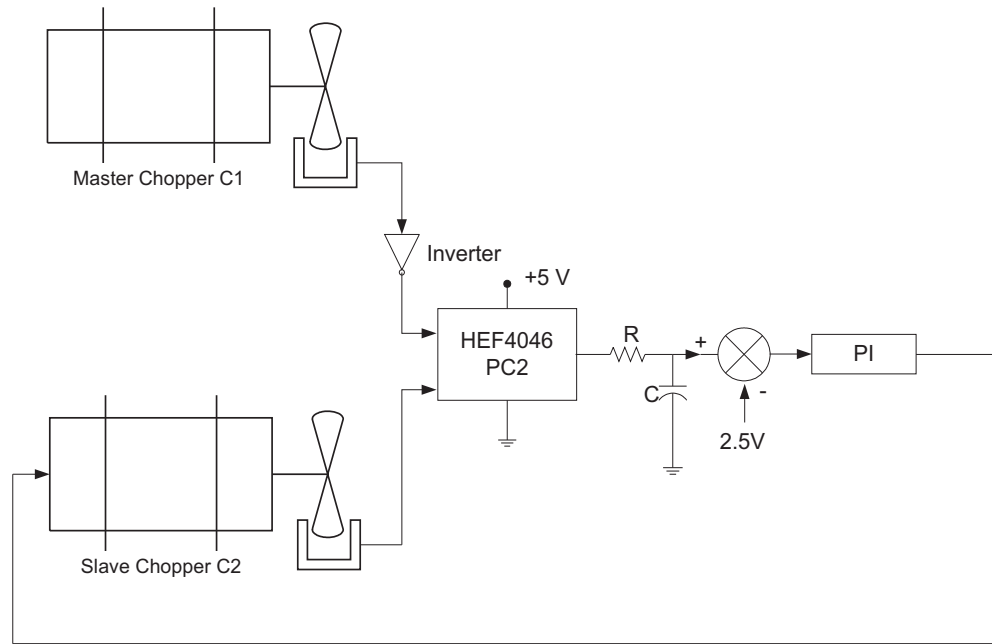 Master Chopper C1
Inverter
+5 V
HEF4046
PC2
R
C
+
-
2.5V
PI
Slave Chopper C2